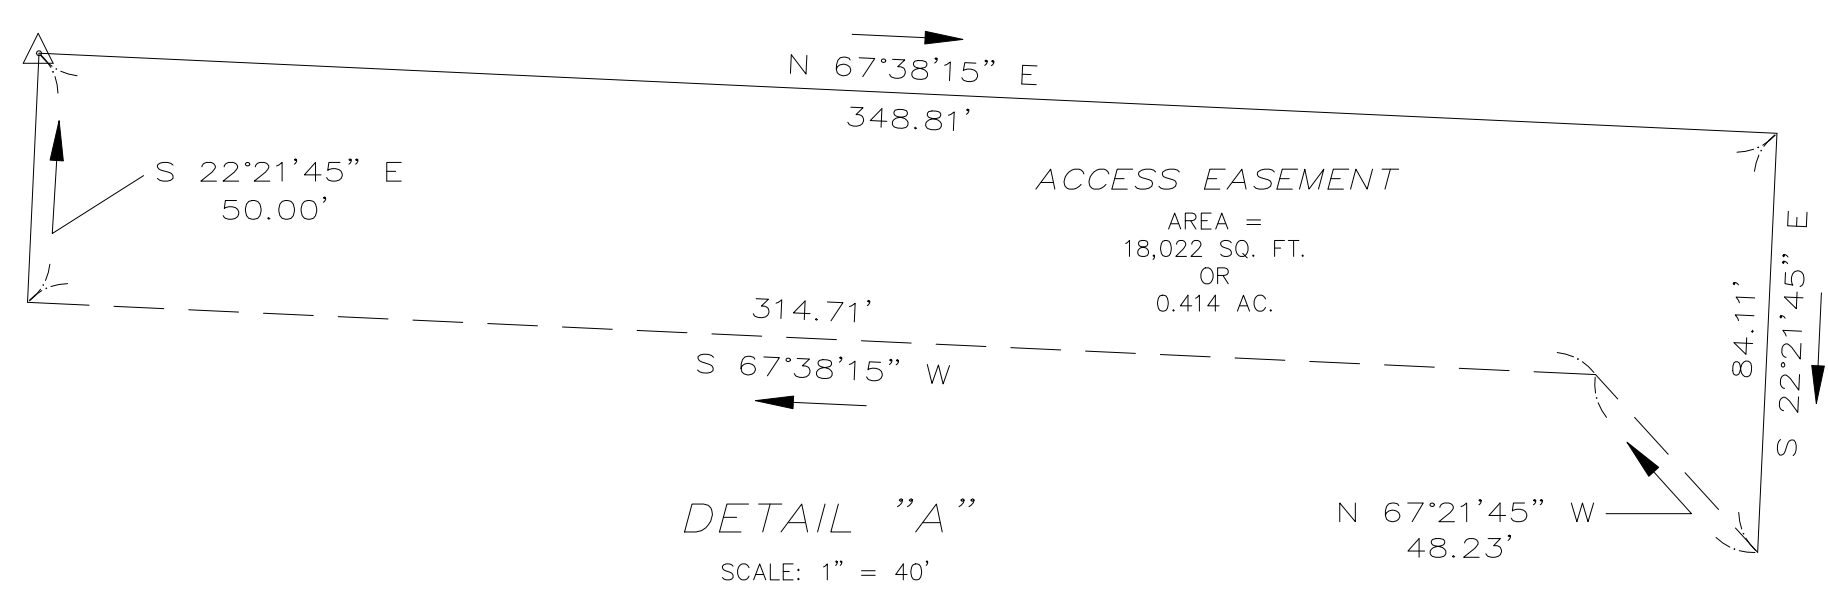 N 67°38'15" E
348.81'
S 22°21'45" E
50.00'
ACCESS EASEMENT
AREA =
18,022 SQ. FT.
OR
0.414 AC.
84.11'
S 22°21'45" E
314.71'
S 67°38'15" W
N 67°21'45" W
48.23'
DETAIL "A"
SCALE: 1" = 40'